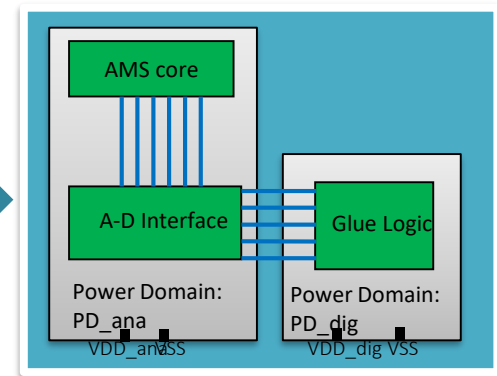 AMS core
A-D Interface
Glue Logic
Power Domain:
PD_ana
Power Domain:
PD_dig
VDD_ana
VSS
VDD_dig
VSS